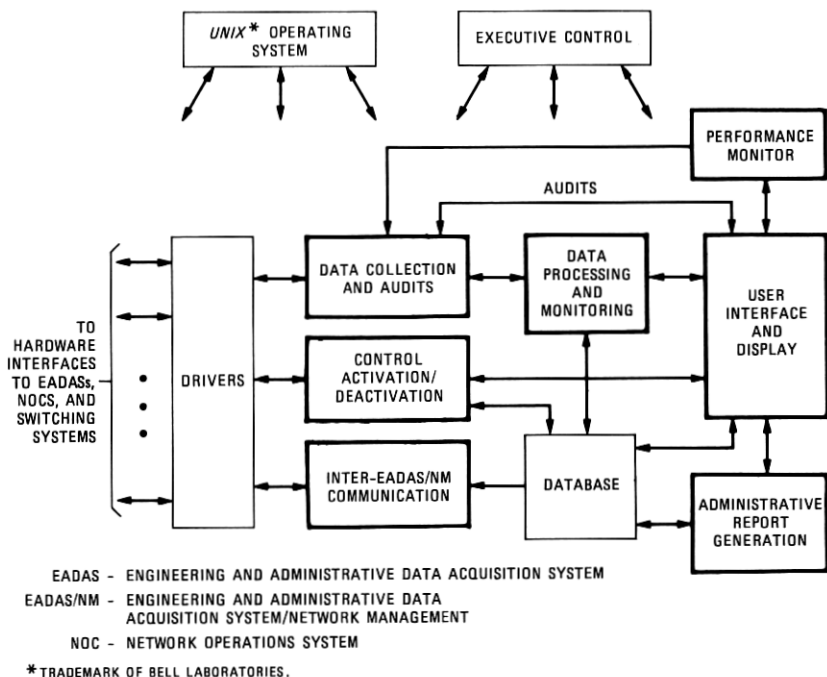 UNIX* OPERATING
SYSTEM
EXECUTIVE CONTROL
PERFORMANCE
MONITOR
AUDITS
DATA COLLECTION
AND AUDITS
DATA
PROCESSING
AND
MONITORING
USER
INTERFACE
AND
DISPLAY
TO
HARDWARE
INTERFACES
TO EADASs,
NOCS, AND
SWITCHING
SYSTEMS
DRIVERS
CONTROL
ACTIVATION/
DEACTIVATION
INTER-EADAS/NM
COMMUNICATION
DATABASE
ADMINISTRATIVE
REPORT
GENERATION
EADAS - ENGINEERING AND ADMINISTRATIVE DATA ACQUISITION SYSTEM
EADAS/NM - ENGINEERING AND ADMINISTRATIVE DATA
ACQUISITION SYSTEM/NETWORK MANAGEMENT
NOC - NETWORK OPERATIONS SYSTEM
*TRADEMARK OF BELL LABORATORIES.